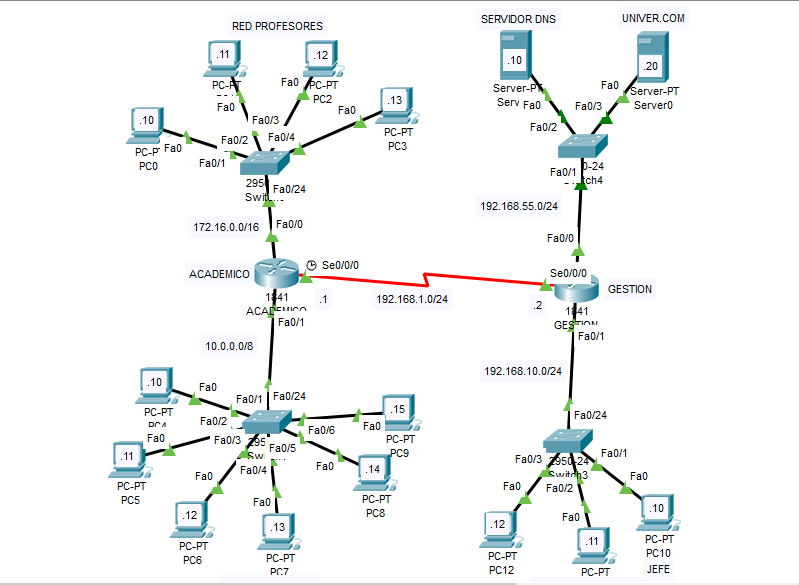 RED PROFESORES
SERVIDOR DNS
UNIVER.COM
.11
.12
.10
.20
PC-PT
Fa0
Fa0
PC-PT
PC2
.13
Fa0
PC-PT
PC3
Server-PT
Fa0
Fa0
Server-PT
Server0
Fa0/3
Fa0/2
.10
Fa0
PC0
Fa0/3
Fa0/2
Fa0/4
Fa0/1
Fa0/1
Fa0/24
172.16.0.0/16
Fa0/0
192.168.55.0/24
Fa0/0
ACADEMICO
Se0/0/0
1841
.1
192.168.1.0/24
Se0/0/0
GESTION
.2
1841
GESTION
ACADEMICO
Fa0/1
Fa0/1
10.0.0.0/8
192.168.10.0/24
.10
Fa0
PC-PT
Fa0/1
Fa0/24
Fa0/2
Fa0/3
Fa0/6
.15
Fa0
PC-PT
PC9
Fa0/24
Fa0
.11
PC-PT
PC5
Fa0/5
Fa0/4
Fa0
.14
PC-PT
PC8
Fa0/3
2950-24
Switch3
Fa0/1
Fa0/2
Fa0
Fa0
.12
PC-PT
PC6
Fa0
.13
PC-PT
PC7
Fa0
.12
PC-PT
PC12
Fa0
.11
PC-PT
.10
PC-PT
PC10
JEFE